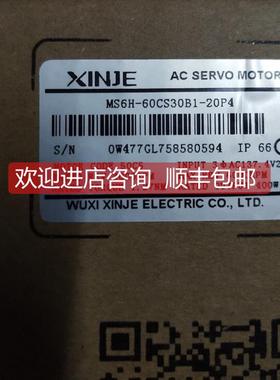 XINJE
AC SERVO MOTOR
MS6H-60CS30B1-20P4
S/N 0W477GL758580594 IP 66
欢迎进店咨询 顺丰包邮
WUXI XINJE ELECTRIC CO., LTD.